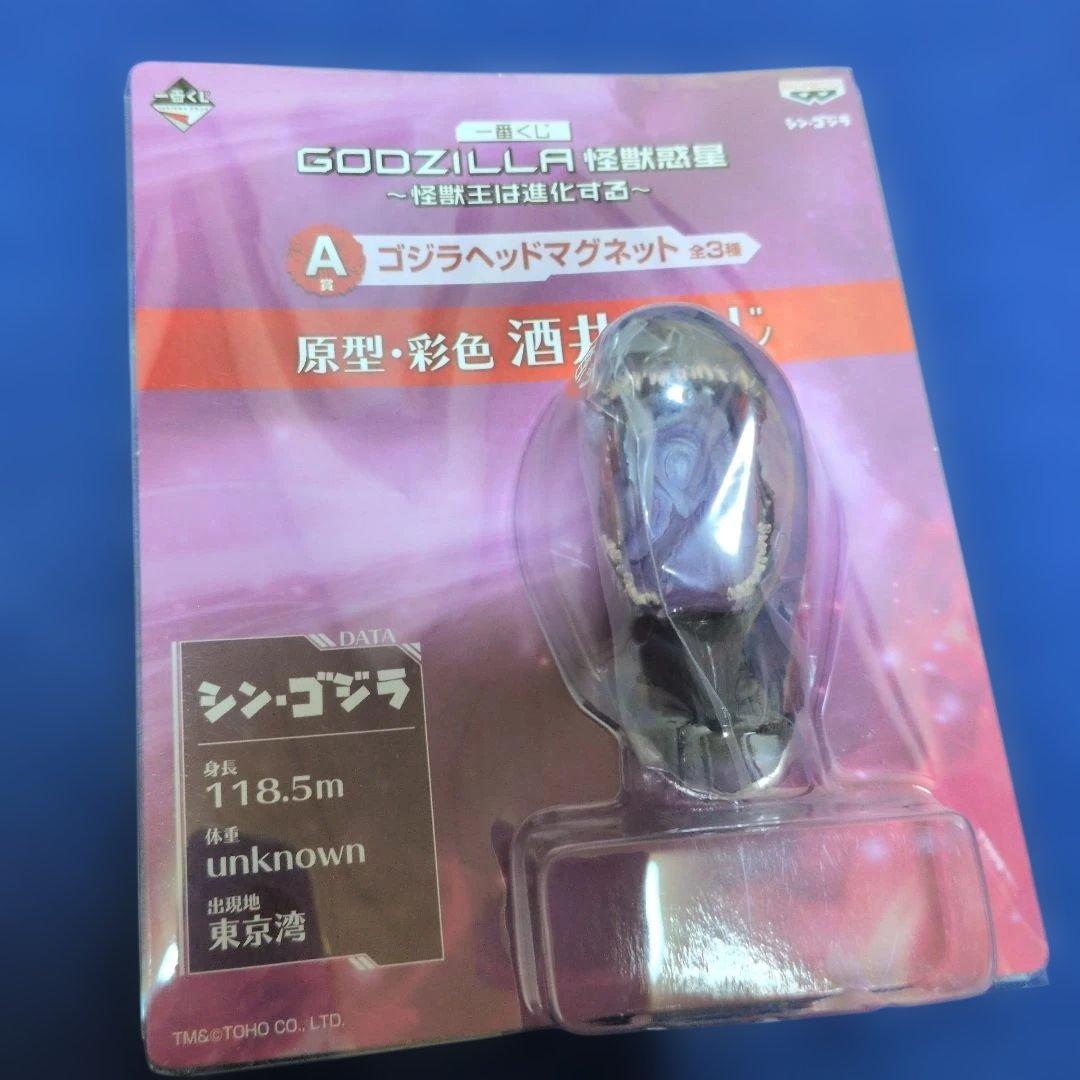 一番くじ
シン・ゴジラ
一番くじ
GODZILLA 怪獣惑星
～怪獣王は進化する～
A賞 ゴジラヘッドマグネット 全3種
原型・彩色 酒井 じ
DATA
シン・ゴジラ
身長
118.5m
体重
unknown
出現地
東京湾
TM&©TOHO CO., LTD.